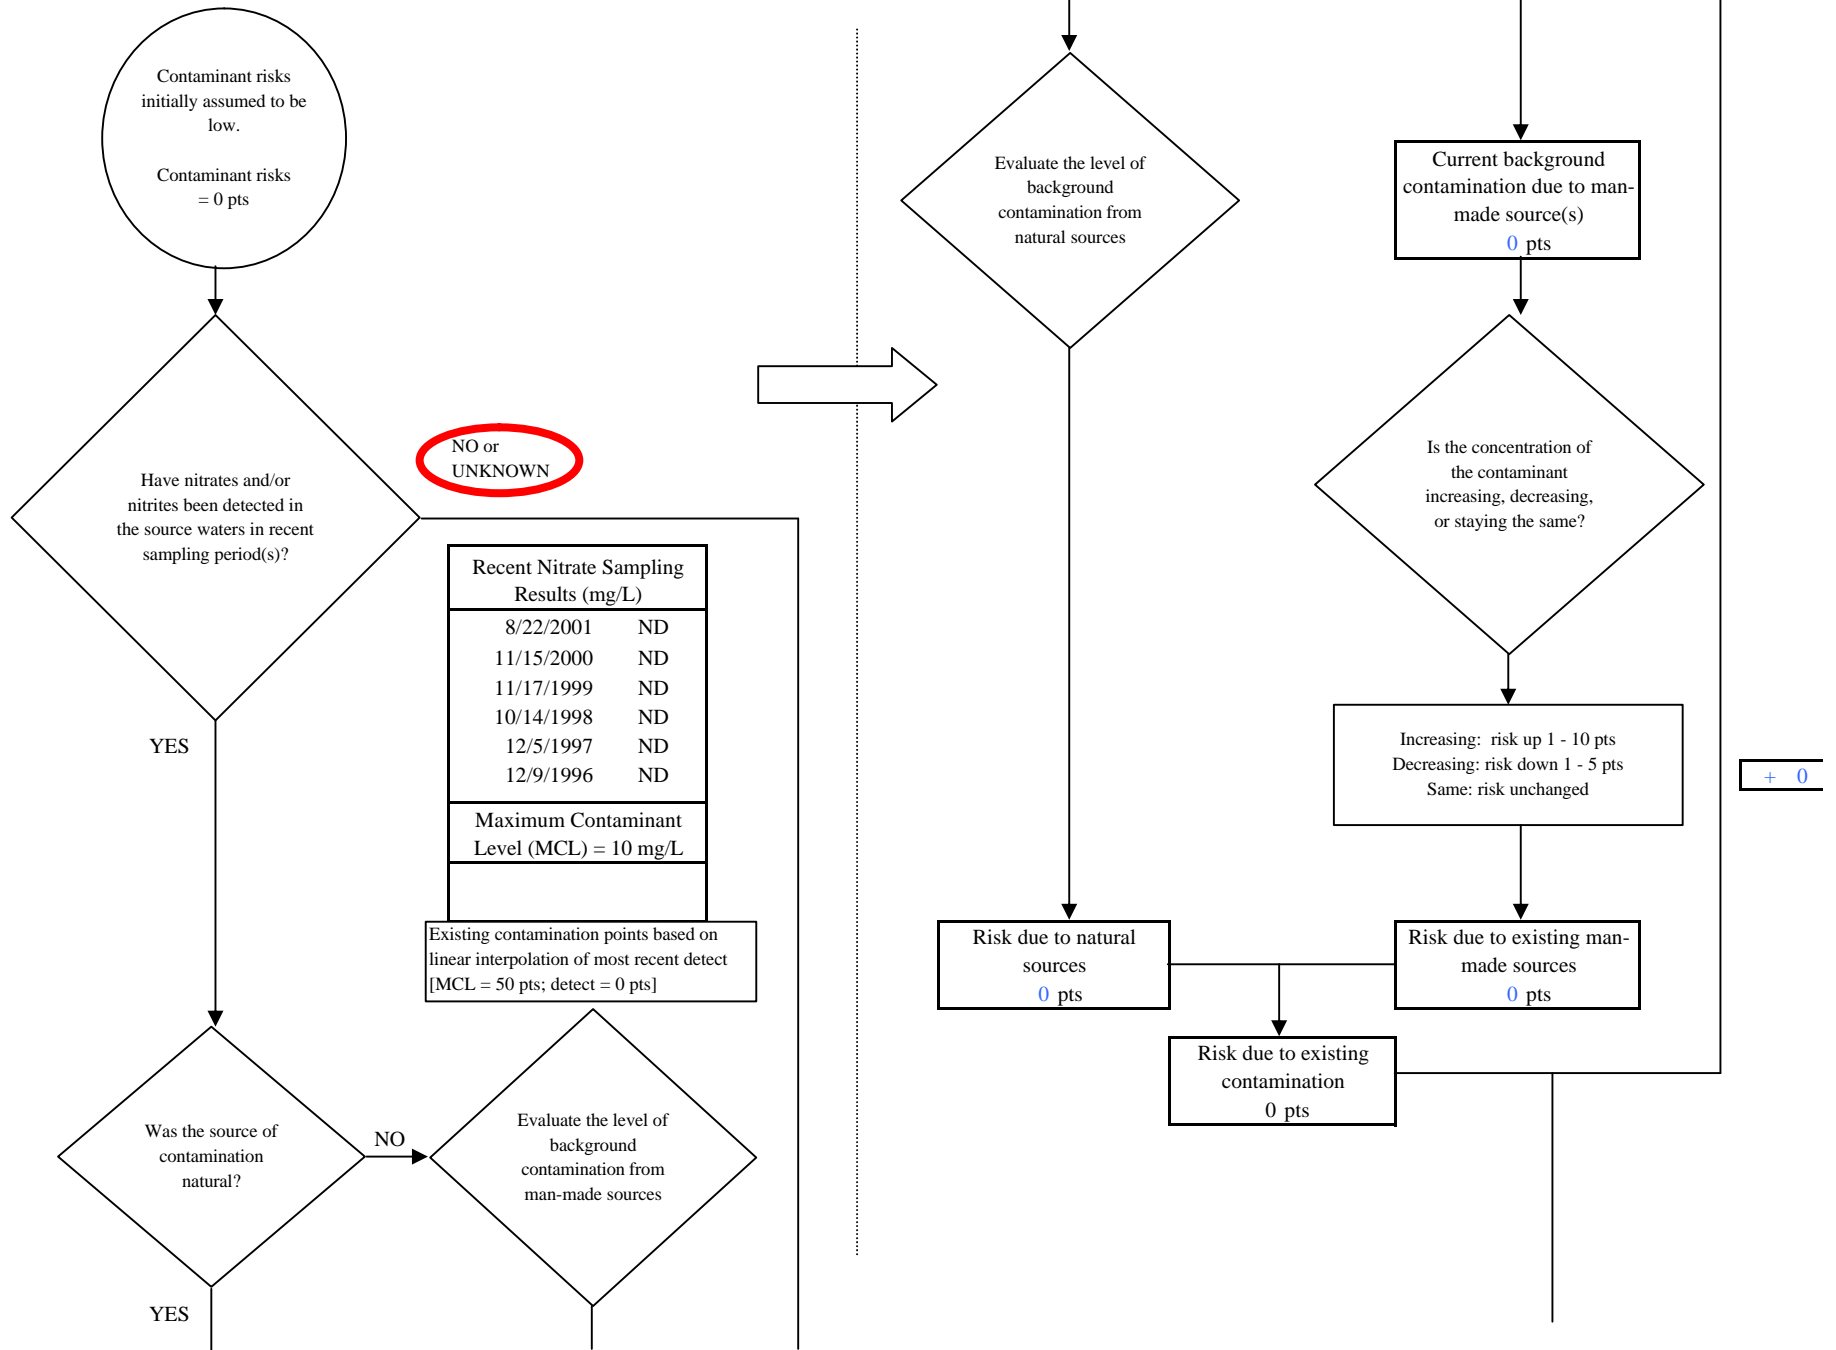 Contaminant risks
initially assumed to be
low.
Contaminant risks
= 0 pts
Have nitrates and/or
nitrites been detected in
the source waters in recent
sampling period(s)?
NO or
UNKNOWN
YES
Recent Nitrate Sampling
Results (mg/L)
8/22/2001 ND
11/15/2000 ND
11/17/1999 ND
10/14/1998 ND
12/5/1997 ND
12/9/1996 ND
Maximum Contaminant
Level (MCL) = 10 mg/L
Existing contamination points based on
linear interpolation of most recent detect
[MCL = 50 pts; detect = 0 pts]
Was the source of
contamination
natural?
NO
YES
Evaluate the level of
background
contamination from
man-made sources
Evaluate the level of
background
contamination from
natural sources
Current background
contamination due to man-
made source(s)
0 pts
Is the concentration of
the contaminant
increasing, decreasing,
or staying the same?
Increasing: risk up 1 - 10 pts
Decreasing: risk down 1 - 5 pts
Same: risk unchanged
+ 0
Risk due to natural
sources
0 pts
Risk due to existing man-
made sources
0 pts
Risk due to existing
contamination
0 pts